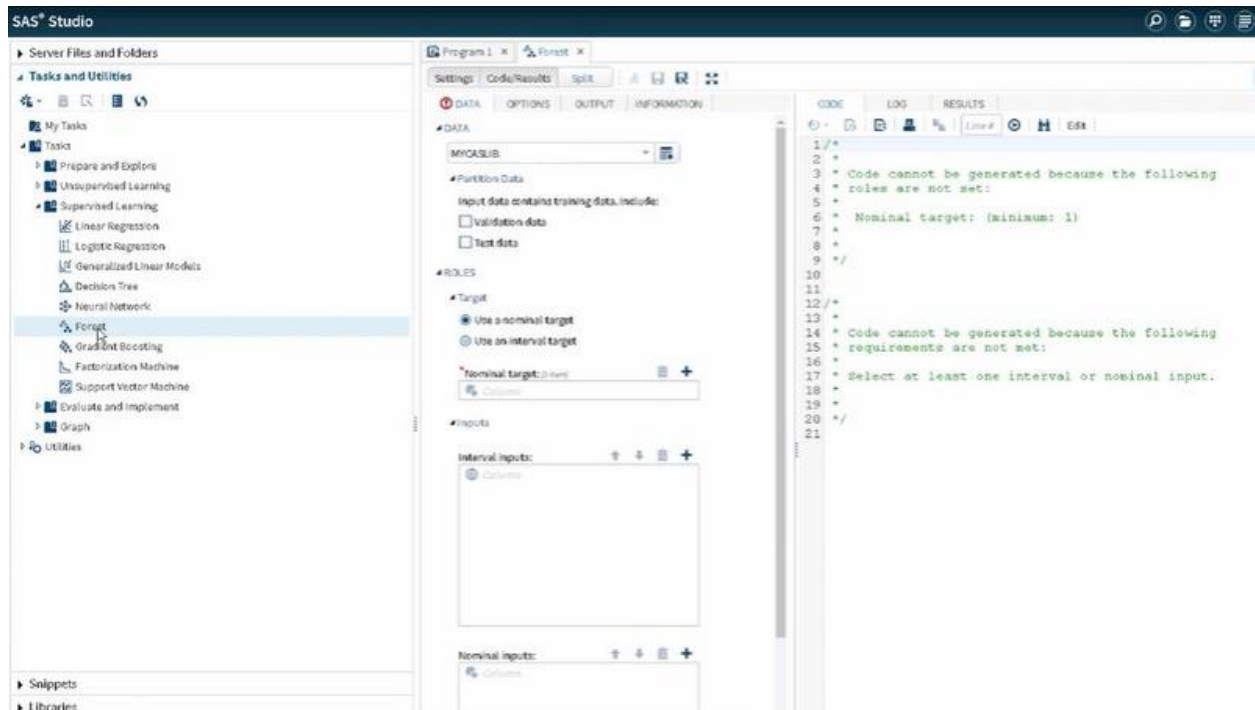 SAS® Studio
Server Files and Folders
Tasks and Utilities
My Tasks
Tasks
Prepare and Explore
Unsupervised Learning
Supervised Learning
Linear Regression
Logistic Regression
Generalized Linear Models
Decision Tree
Neural Network
Forest
Gradient Boosting
Factorization Machine
Support Vector Machine
Evaluate and Implement
Graph
Utilities
Snippets
Libraries
Program 1 × Forest ×
Settings Code/Results Split
DATA OPTIONS OUTPUT INFORMATION
DATA
MYCASLIB
Partition Data
Input data contains training data, include:
Validation data
Test data
ROLES
Target
Use a nominal target
Use an interval target
*Nominal target: (1 item)
Column
Inputs
Interval inputs:
Column
Nominal inputs:
Column
CODE LOG RESULTS
Line # Edit
1 /*
2 *
3 * Code cannot be generated because the following
4 * roles are not set:
5 *
6 * Nominal target: (minimum: 1)
7 *
8 *
9 */
10
11
12 /*
13 *
14 * Code cannot be generated because the following
15 * requirements are not met:
16 *
17 * Select at least one interval or nominal input.
18 *
19 *
20 */
21